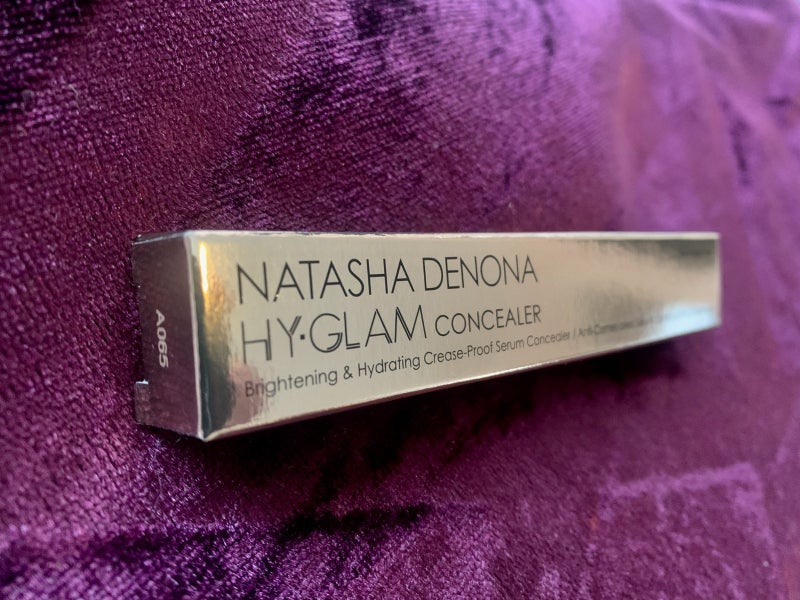 NATASHA DENONA
HY·GLAM CONCEALER
Brightening & Hydrating Crease-Proof Serum Concealer |
A065